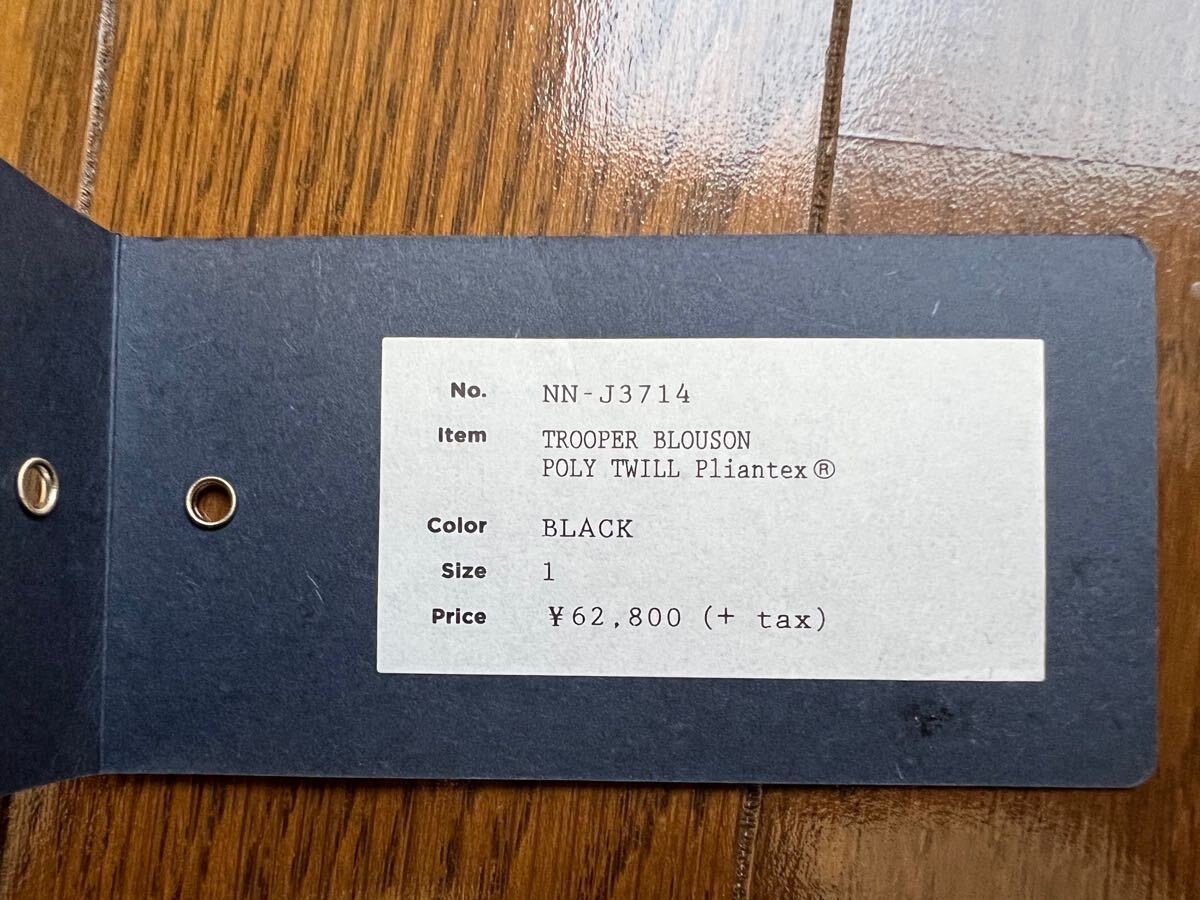 No. NN-J3714
Item TROOPER BLOUSON
POLY TWILL Pliantex®
Color BLACK
Size 1
Price ¥62,800 (+ tax)